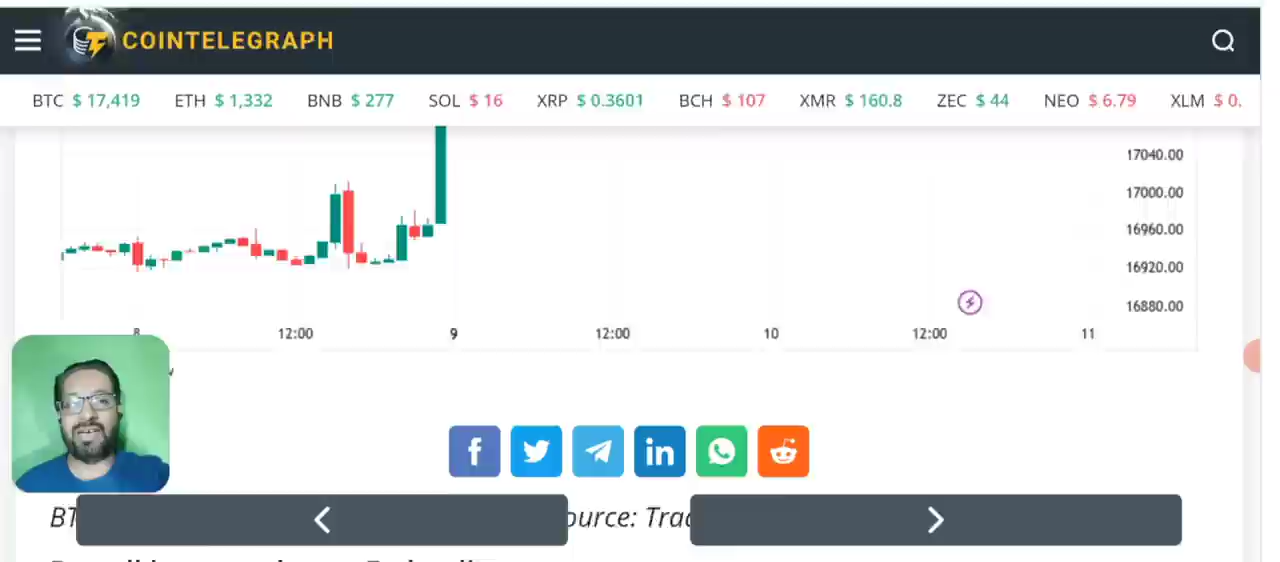 COINTELEGRAPH
BTC $ 17,419 ETH $ 1,332 BNB $ 277 SOL $ 16 XRP $ 0.3601 BCH $ 107 XMR $ 160.8 ZEC $ 44 NEO $ 6.79 XLM $ 0.
17040.00
17000.00
16960.00
16920.00
16880.00
8 12:00 9 12:00 10 12:00 11
BT ource: Trad